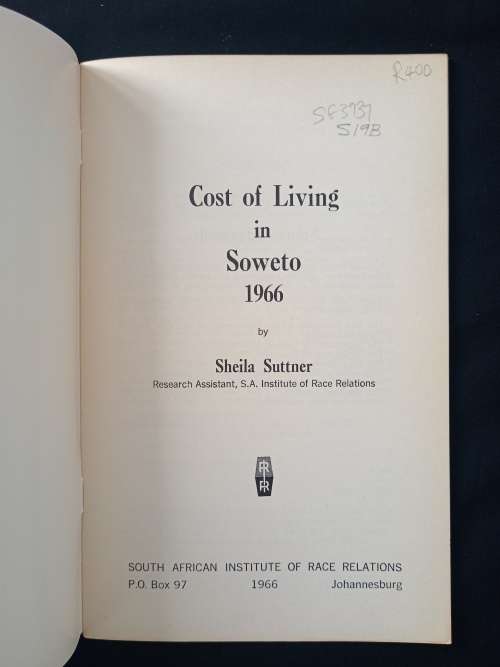 R400
SF3737
S19B
Cost of Living
in
Soweto
1966
by
Sheila Suttner
Research Assistant, S.A. Institute of Race Relations
SOUTH AFRICAN INSTITUTE OF RACE RELATIONS
P.O. Box 97 1966 Johannesburg